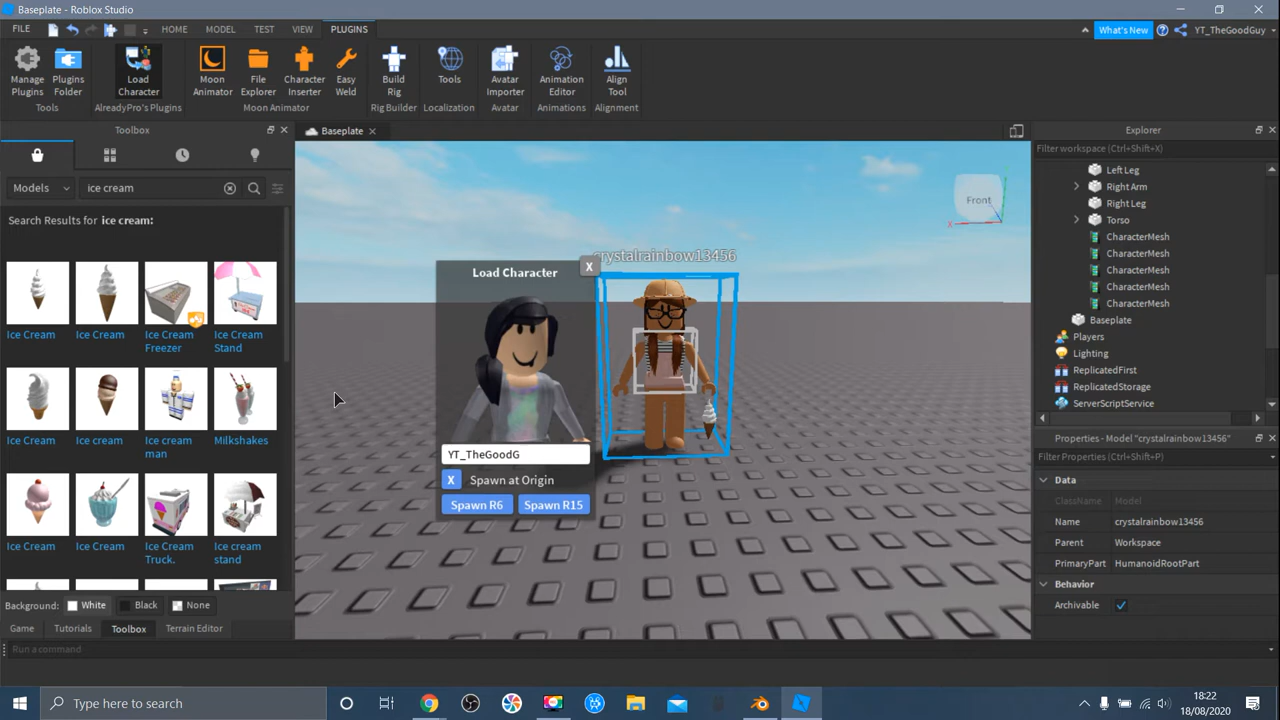 Baseplate - Roblox Studio
FILE HOME MODEL TEST VIEW PLUGINS What's New YT_TheGoodGuy
Manage Plugins Plugins Folder Load Character Moon Animator File Explorer Character Inserter Easy Weld Build Rig Tools Avatar Importer Animation Editor Align Tool
Tools AlreadyPro's Plugins Moon Animator Rig Builder Localization Avatar Animations Alignment
Toolbox
Baseplate
Explorer
Filter workspace (Ctrl+Shift+X)
Models ice cream
Search Results for ice cream:
Ice Cream Ice Cream Ice Cream Freezer Ice Cream Stand
Ice Cream Ice cream Ice cream man Milkshakes
Ice Cream Ice Cream Ice Cream Truck. Ice cream stand
Background: White Black None
Game Tutorials Toolbox Terrain Editor
Run a command
Front
X
crystalrainbow13456
Load Character X
YT_TheGoodG
X Spawn at Origin
Spawn R6 Spawn R15
Left Leg
Right Arm
Right Leg
Torso
CharacterMesh
CharacterMesh
CharacterMesh
CharacterMesh
CharacterMesh
Baseplate
Players
Lighting
ReplicatedFirst
ReplicatedStorage
ServerScriptService
Properties - Model "crystalrainbow13456"
Filter Properties (Ctrl+Shift+P)
Data
ClassName Model
Name crystalrainbow13456
Parent Workspace
PrimaryPart HumanoidRootPart
Behavior
Archivable
Type here to search
18:22
18/08/2020